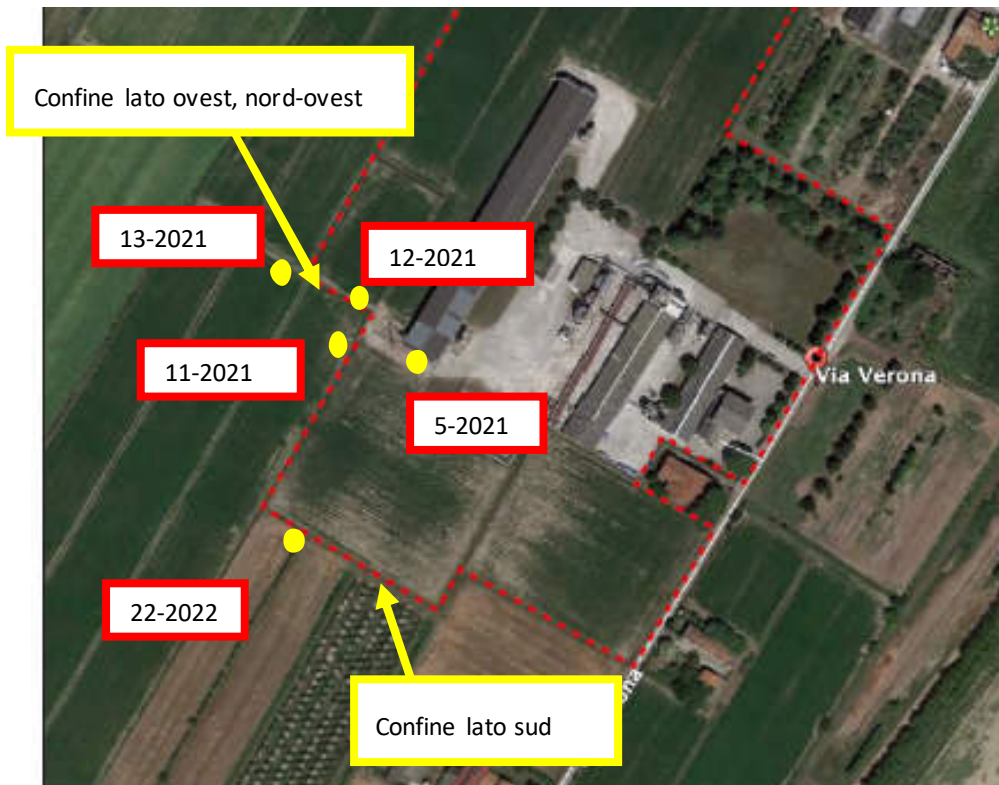 Confine lato ovest, nord-ovest
13-2021
12-2021
11-2021
Via Verona
5-2021
22-2022
ona
Confine lato sud